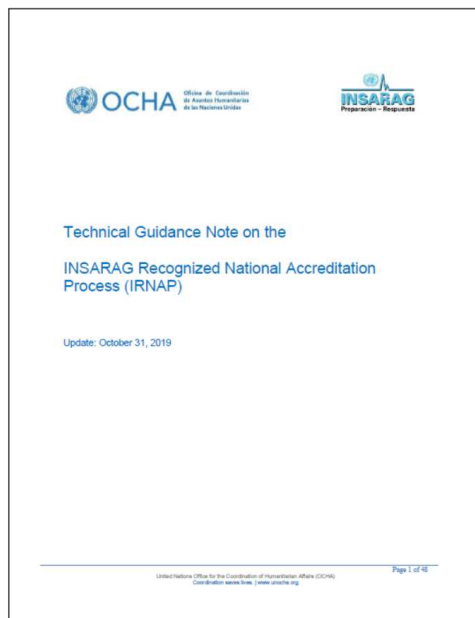 OCHA
Oficina de Coordinación
de Asuntos Humanitarios
de las Naciones Unidas
INSARAG
Preparación - Respuesta
Technical Guidance Note on the
INSARAG Recognized National Accreditation
Process (IRNAP)
Update: October 31, 2019
Page 1 of 48
United Nations Office for the Coordination of Humanitarian Affairs (OCHA)
Coordination saves lives. | www.unocha.org